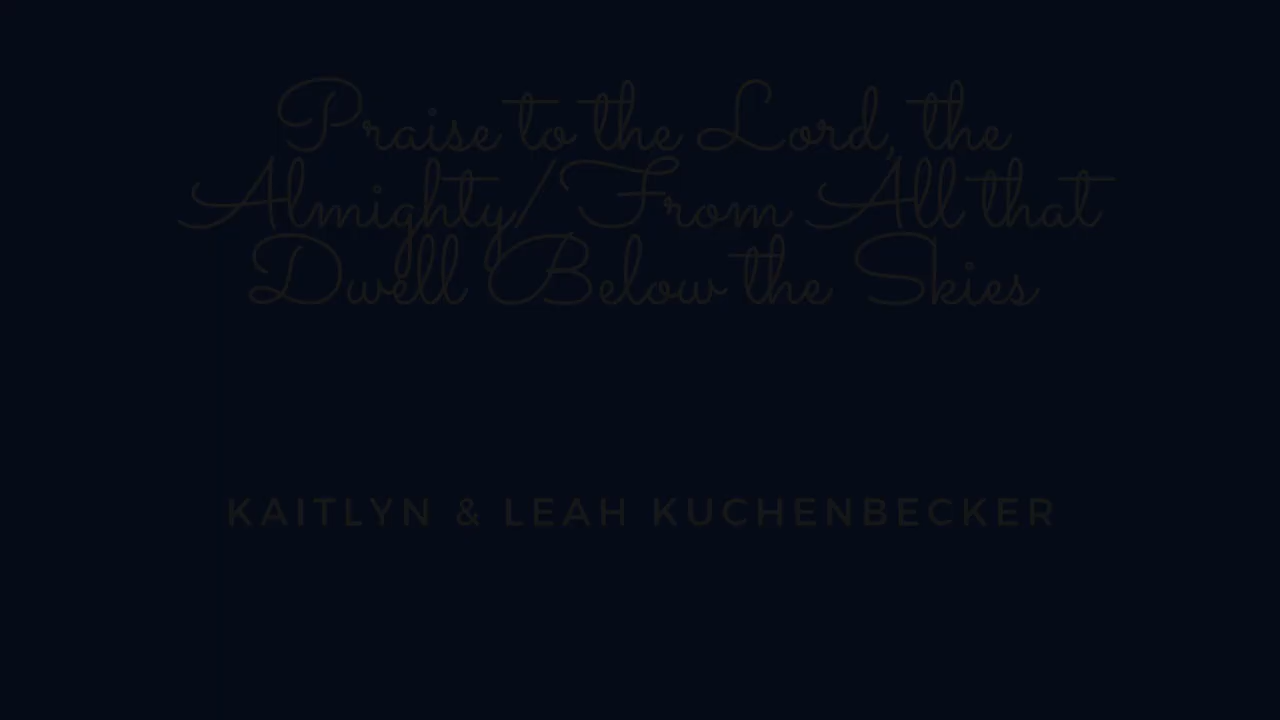 Praise to the Lord, the
Almighty/From All that
Dwell Below the Skies
KAITLYN & LEAH KUCHENBECKER